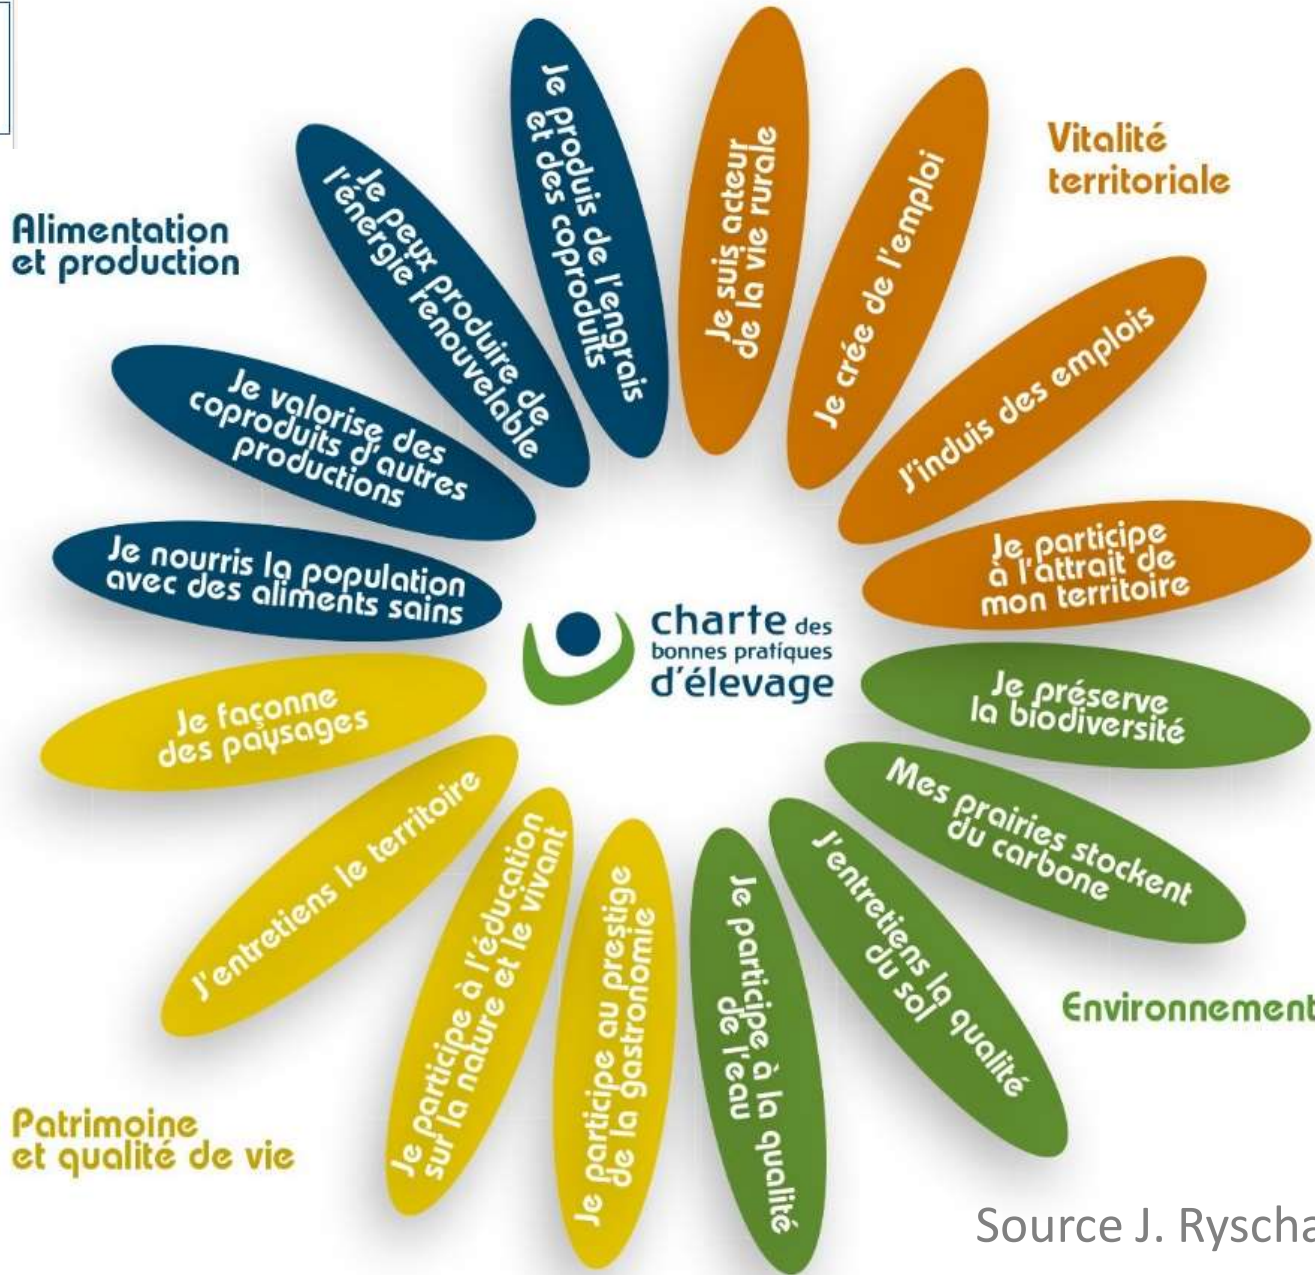 Alimentation
et production
Je produis de l'engrais
et des coproduits
Je peux produire de
l'énergie renouvelable
Je valorise des
coproduits d'autres
productions
Je nourris la population
avec des aliments sains
Vitalité
territoriale
Je suis acteur
de la vie rurale
Je crée de l'emploi
J'induis des emplois
Je participe
à l'attrait de
mon territoire
charte des
bonnes pratiques
d'élevage
Je préserve
la biodiversité
Mes prairies stockent
du carbone
J'entretiens la qualité
du sol
Je participe à la qualité
de l'eau
Environnement
Je façonne
des paysages
J'entretiens le territoire
Je participe à l'éducation
sur la nature et le vivant
Je participe au prestige
de la gastronomie
Patrimoine
et qualité de vie
Source J. Ryscha